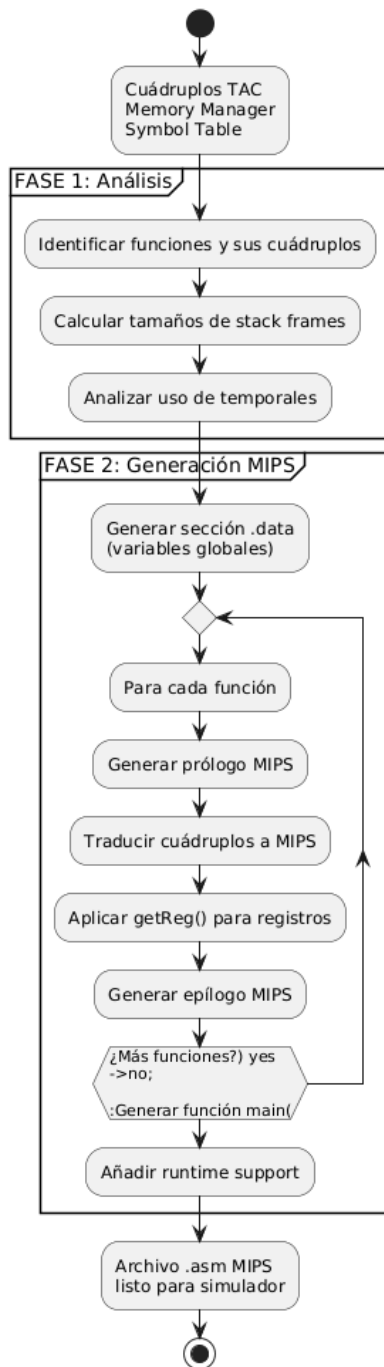 Cuádruplos TAC
Memory Manager
Symbol Table
FASE 1: Análisis
Identificar funciones y sus cuádruplos
Calcular tamaños de stack frames
Analizar uso de temporales
FASE 2: Generación MIPS
Generar sección .data
(variables globales)
Para cada función
Generar prólogo MIPS
Traducir cuádruplos a MIPS
Aplicar getReg() para registros
Generar epílogo MIPS
¿Más funciones?) yes
->no;
:Generar función main(
Añadir runtime support
Archivo .asm MIPS
listo para simulador